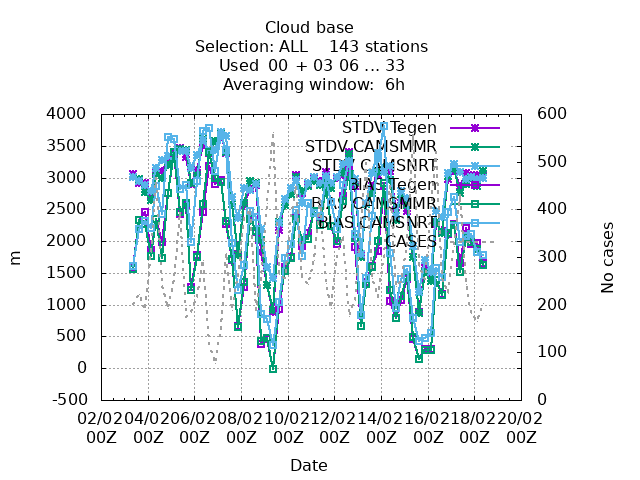 Cloud base
Selection: ALL    143 stations
Used  00 + 03 06 ... 33
Averaging window:  6h
4000
3500
3000
2500
2000
1500
1000
500
0
-500
m
600
500
400
300
200
100
0
No cases
STDV Tegen
STDV CAMSMMR
STDV CAMSNRT
BIAS Tegen
BIAS CAMSMMR
BIAS CAMSNRT
CASES
02/02 04/02 06/02 08/02 10/02 12/02 14/02 16/02 18/02 20/02
00Z 00Z 00Z 00Z 00Z 00Z 00Z 00Z 00Z 00Z
Date